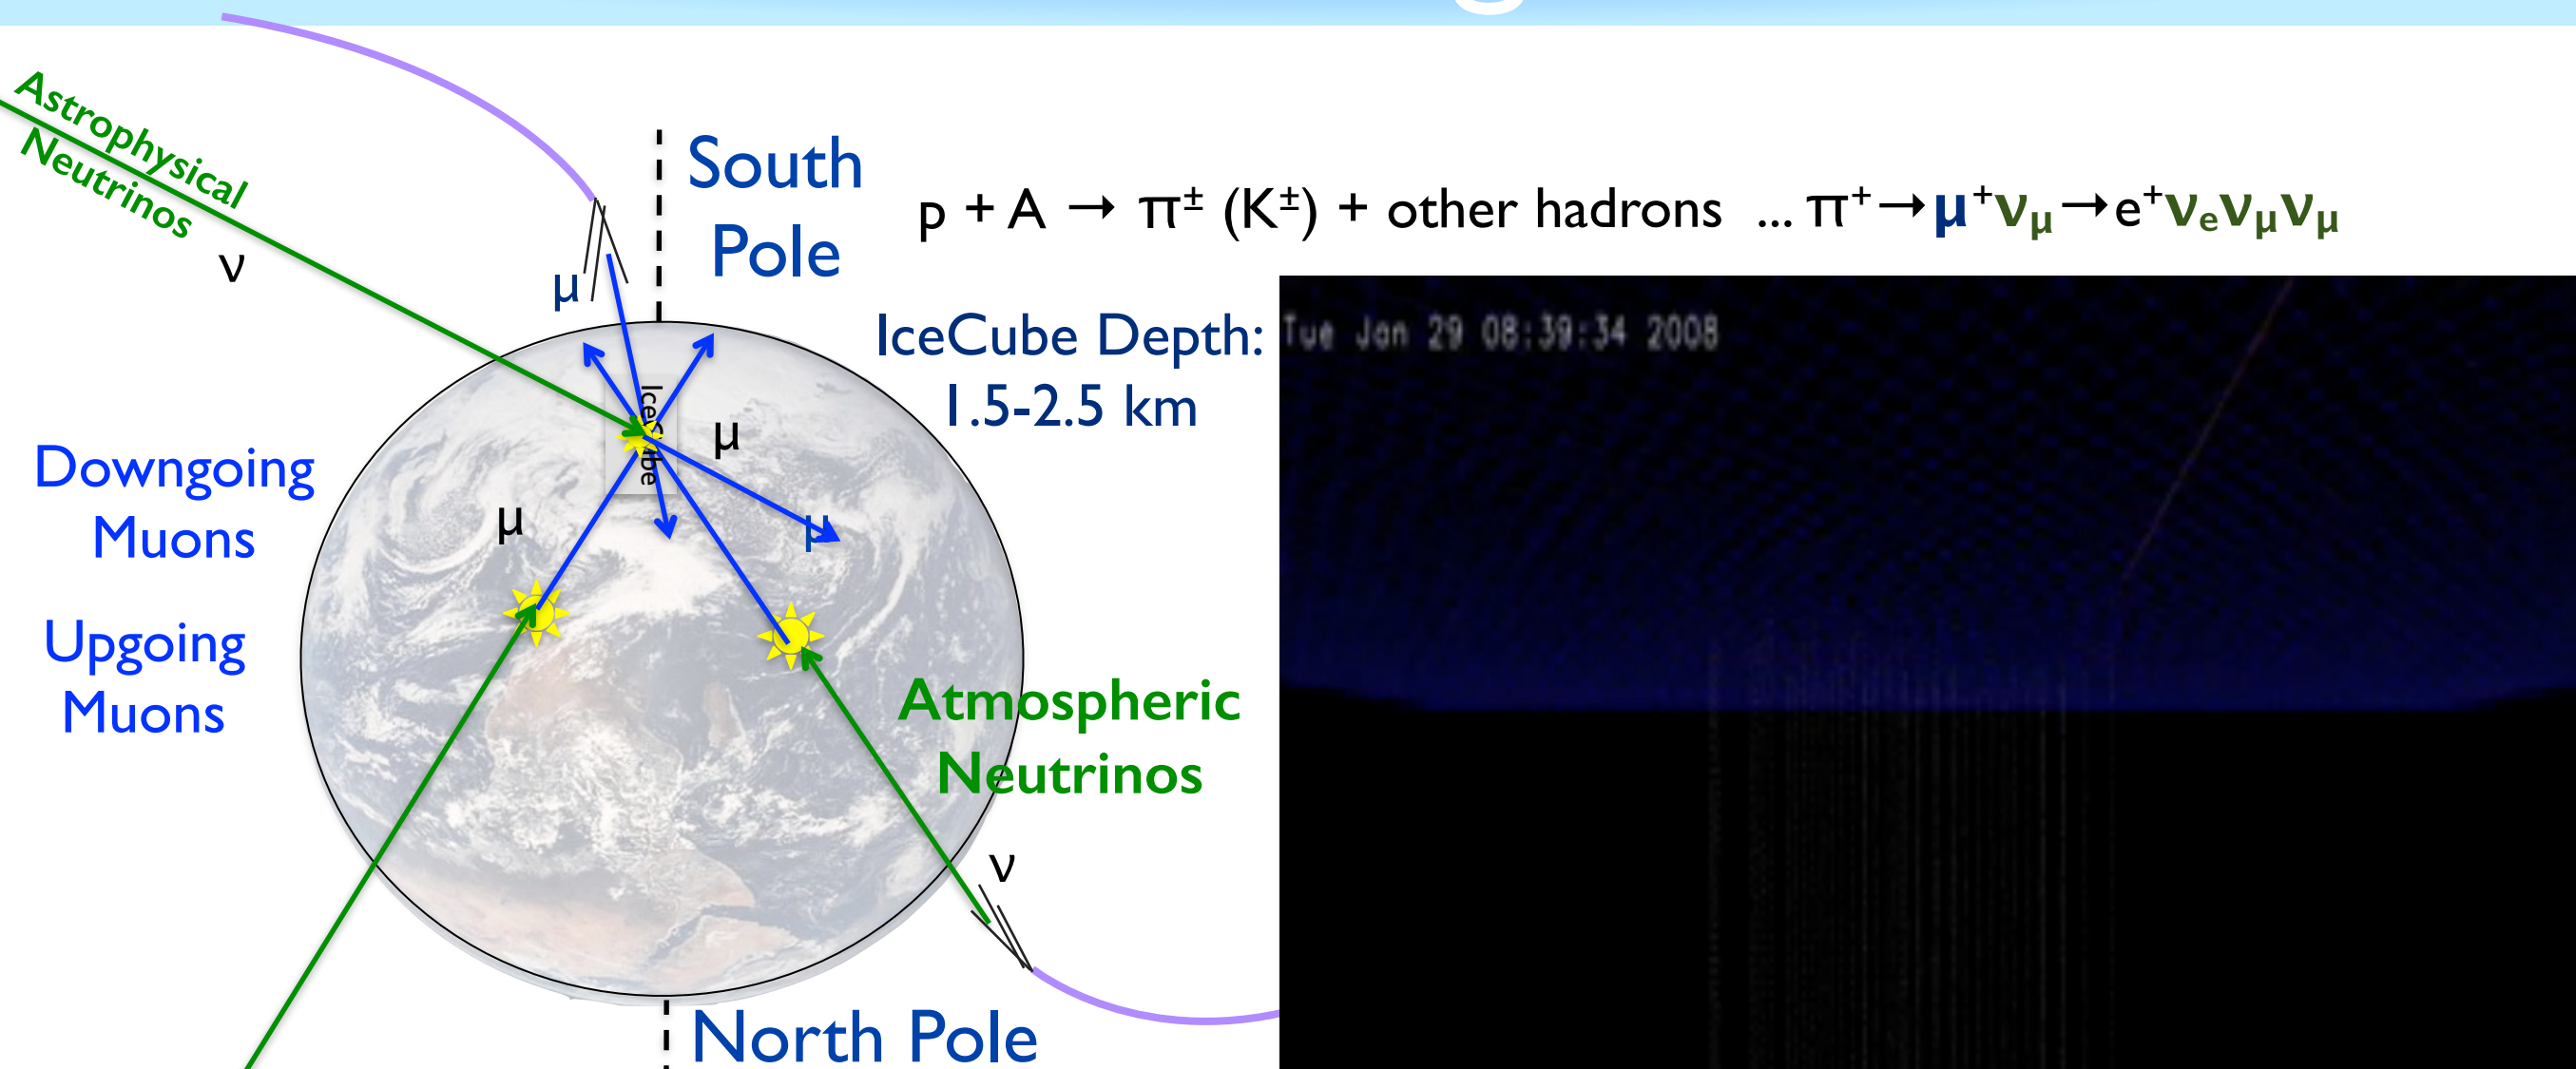 Astrophysical
Neutrinos
ν
South
Pole
p + A → π± (K±) + other hadrons ... π⁺→μ⁺νμ→e⁺νeνμνμ
μ
IceCube Depth:
1.5-2.5 km
Tue Jan 29 08:39:34 2008
IceCube
μ
Downgoing
Muons
μ
μ
Upgoing
Muons
Atmospheric
Neutrinos
ν
North Pole